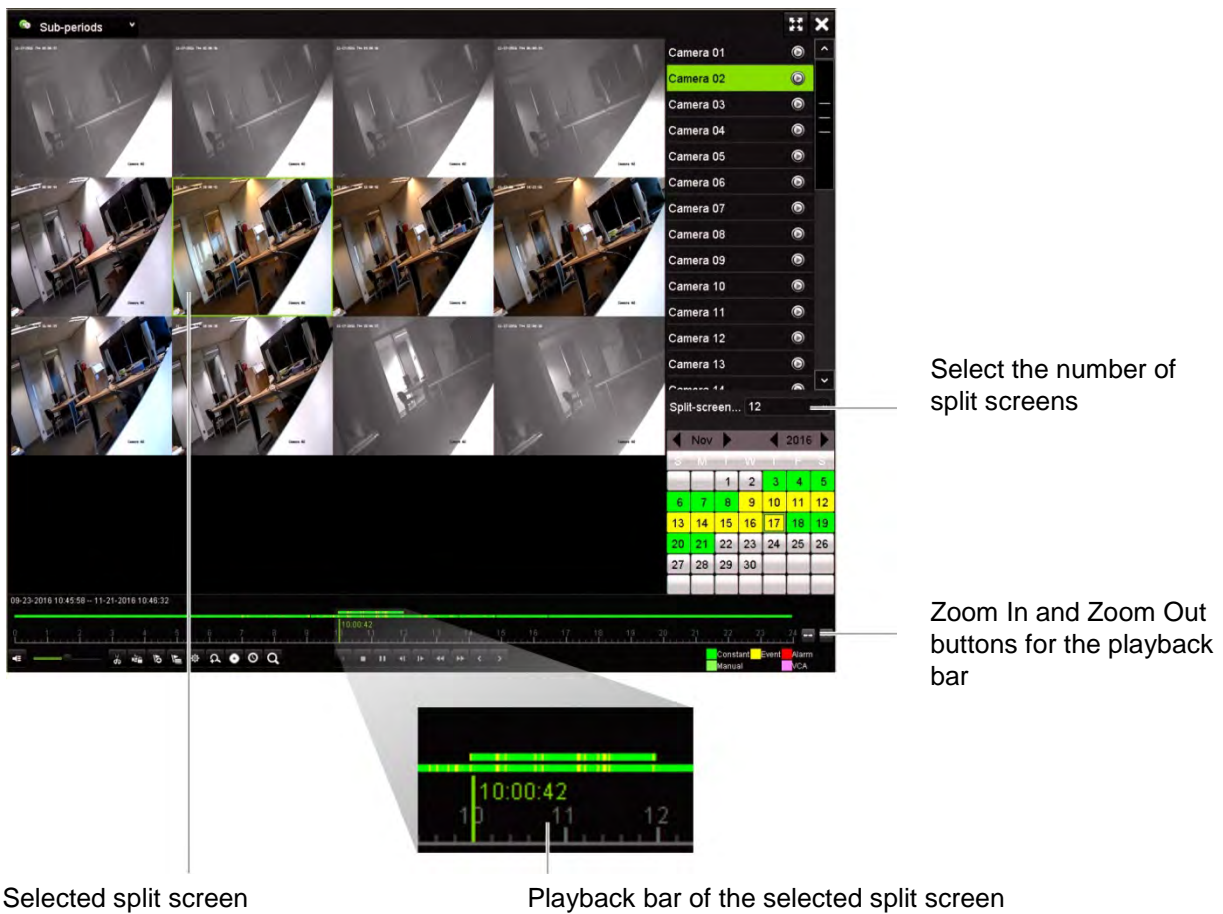 Sub-periods
Camera 01
Camera 02
Camera 03
Camera 04
Camera 05
Camera 06
Camera 07
Camera 08
Camera 09
Camera 10
Camera 11
Camera 12
Camera 13
Split-screen... 12
Nov 2016
S M T W T F S
1 2 3 4 5
6 7 8 9 10 11 12
13 14 15 16 17 18 19
20 21 22 23 24 25 26
27 28 29 30
Select the number of
split screens
09-23-2016 10:45:58 -- 11-21-2016 10:46:32
10:00:42
0 1 2 3 4 5 6 7 8 9 10 11 12 13 14 15 16 17 18 19 20 21 22 23 24
Constant Event Alarm
Manual VCA
Zoom In and Zoom Out
buttons for the playback
bar
10:00:42
10 11 12
Selected split screen
Playback bar of the selected split screen